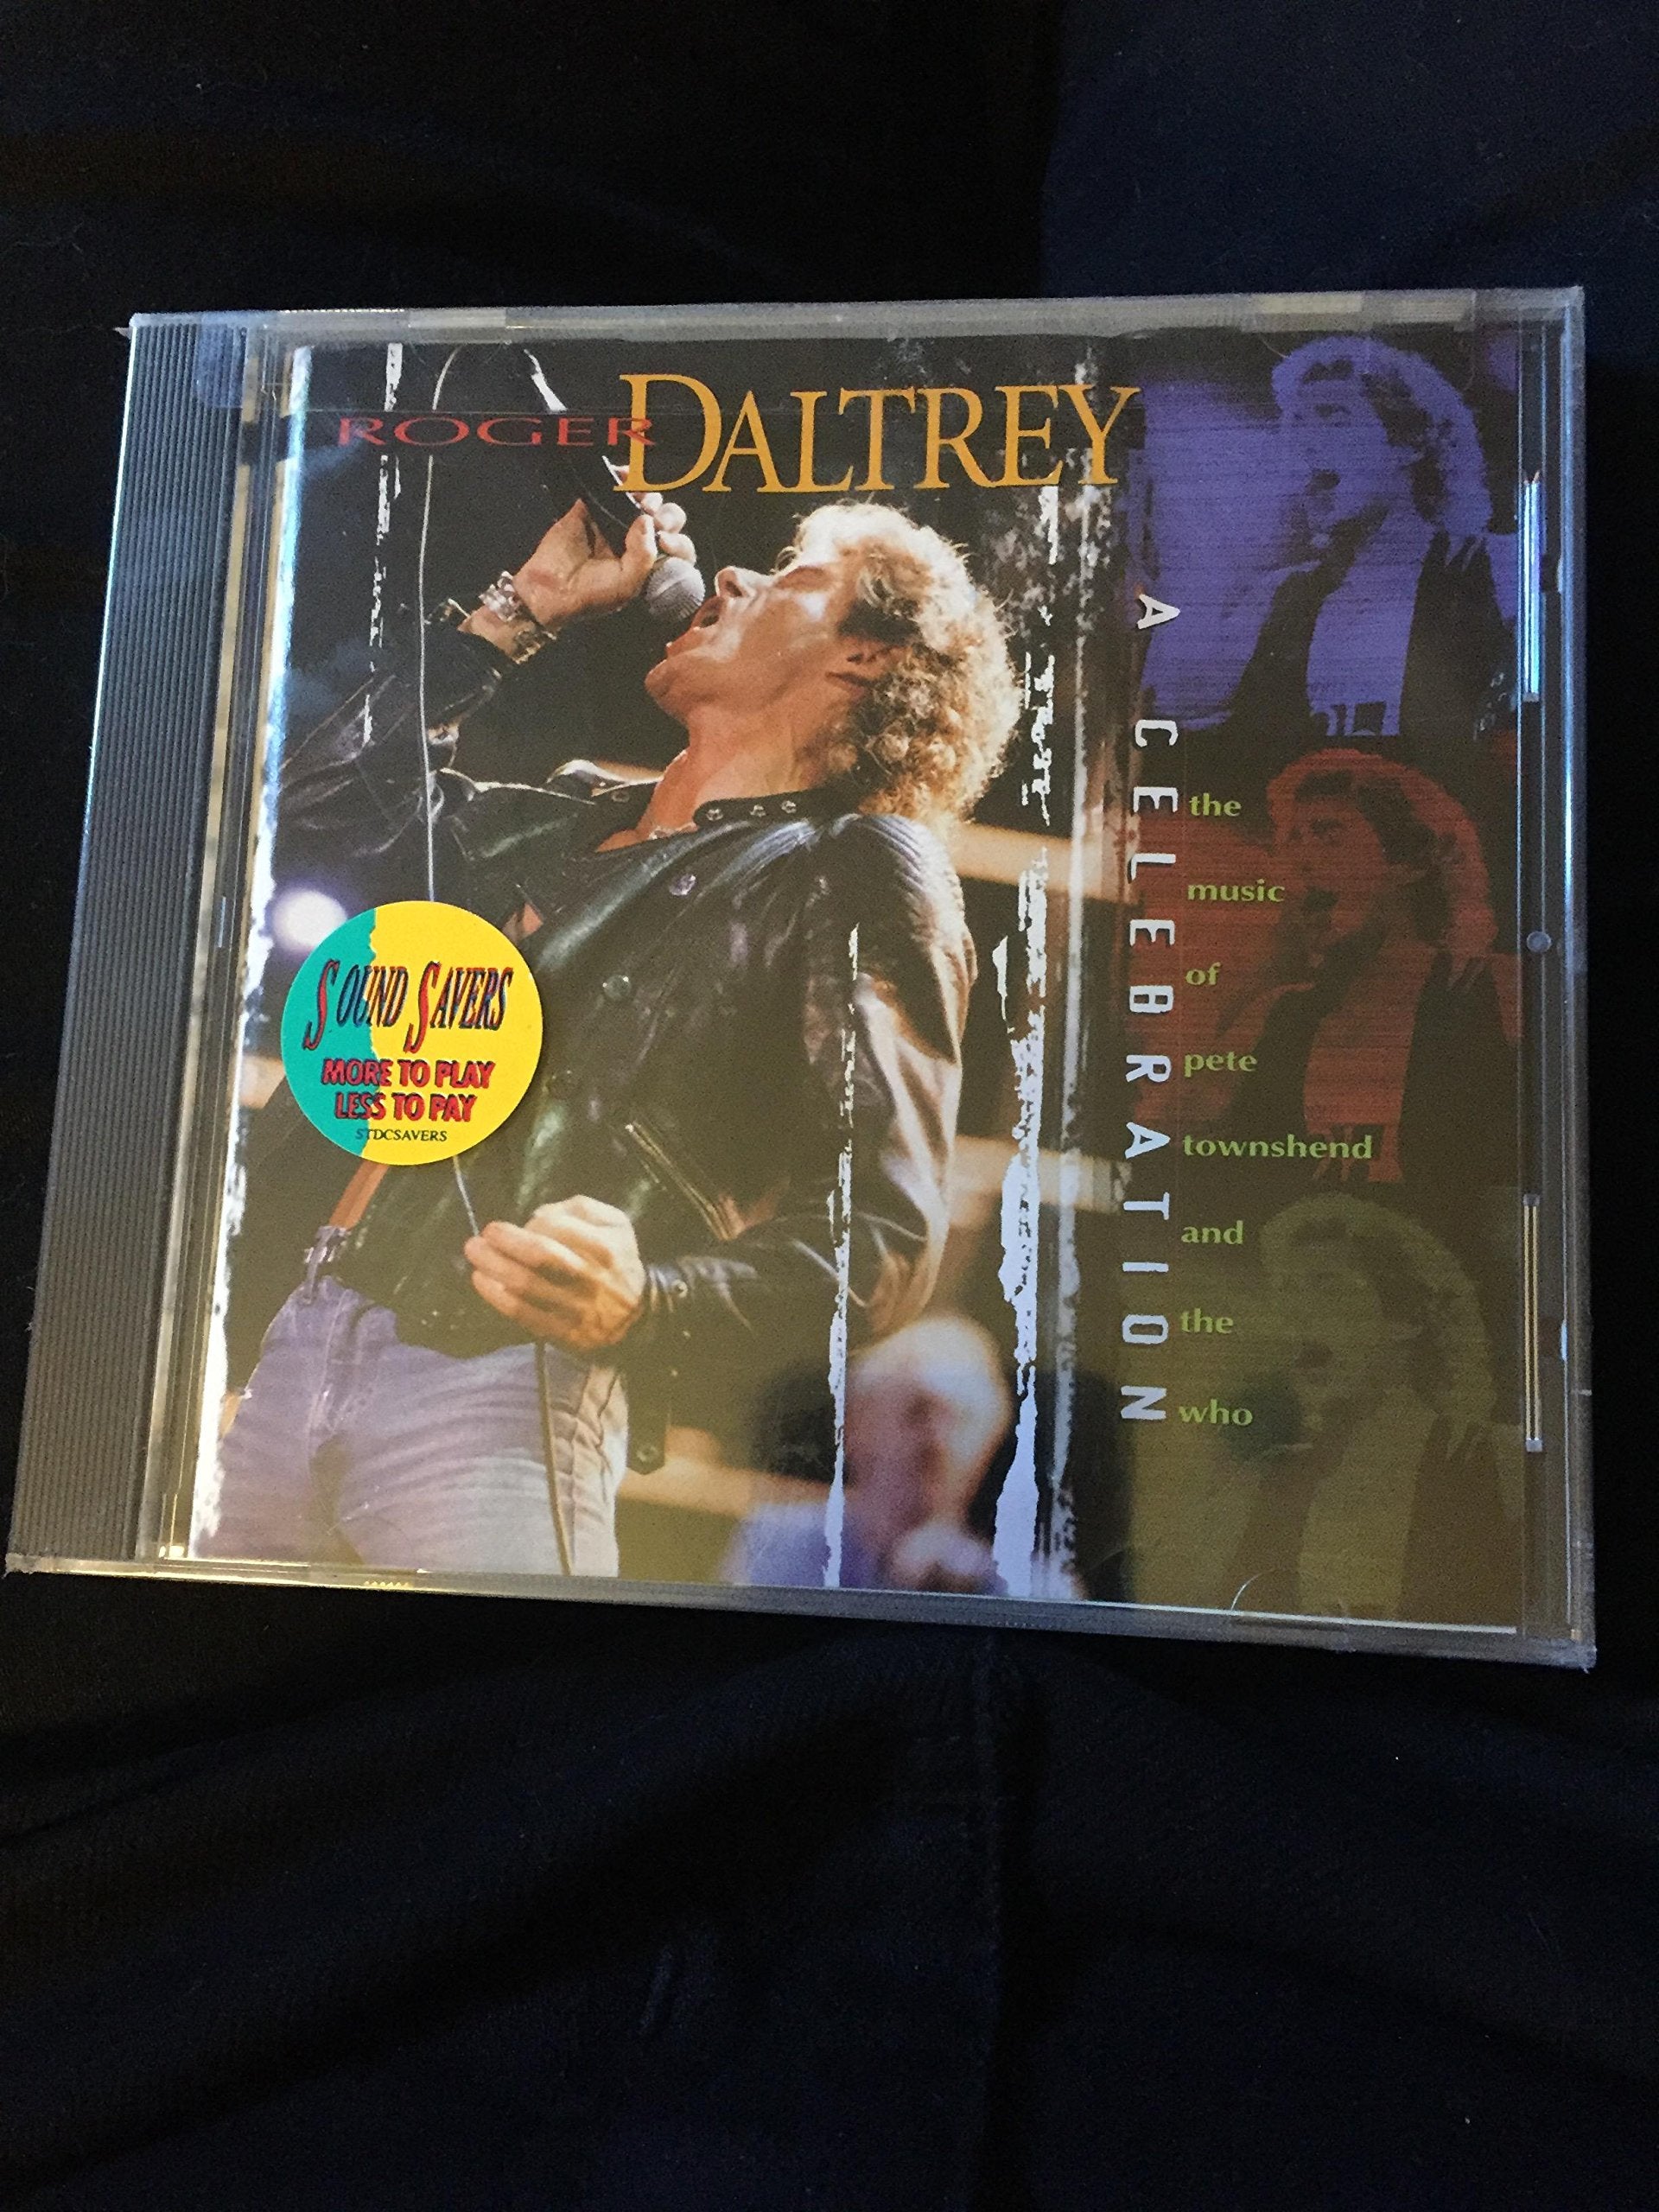 ROGER DALTREY
A CELEBRATION
the
music
of
pete
townshend
and
the
who
SOUND SAVERS
MORE TO PLAY
LESS TO PAY
STDCSAVERS